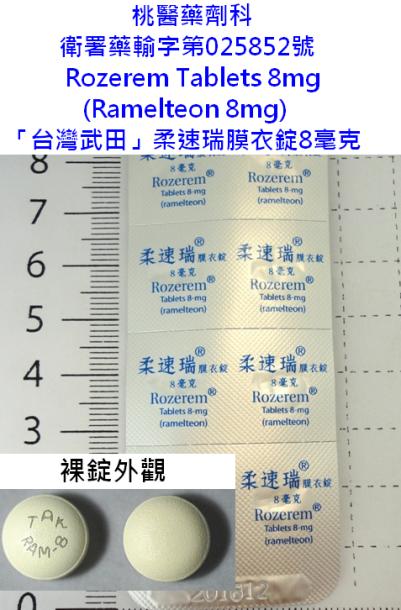 桃醫藥劑科
衛署藥輸字第025852號
Rozerem Tablets 8mg
(Ramelteon 8mg)
「台灣武田」柔速瑞膜衣錠8毫克
8
7
6
5
4
3
0
8毫克 8毫克
Rozerem® Rozerem®
Tablets 8-mg Tablets 8-mg
(ramelteon) (ramelteon)
柔速瑞®膜衣錠 柔速瑞®膜衣錠
8毫克 8毫克
Rozerem® Rozerem®
Tablets 8-mg Tablets 8-mg
(ramelteon) (ramelteon)
柔速瑞®膜衣錠 柔速瑞®膜衣錠
8毫克 8毫克
Rozerem® Rozerem®
Tablets 8-mg Tablets 8-mg
(ramelteon) (ramelteon)
柔速瑞®膜衣錠
8毫克
Rozerem®
Tablets 8-mg
(ramelteon)
裸錠外觀
TAK
RAM-8